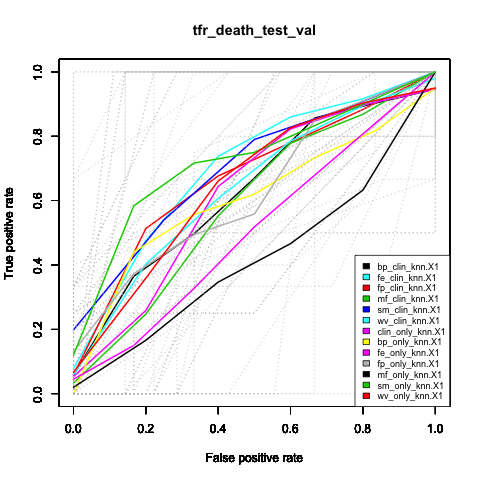 tfr_death_test_val
True positive rate
1.0
0.8
0.6
0.4
0.2
0.0
bp_clin_knn.X1
fe_clin_knn.X1
fp_clin_knn.X1
mf_clin_knn.X1
sm_clin_knn.X1
wv_clin_knn.X1
clin_only_knn.X1
bp_only_knn.X1
fe_only_knn.X1
fp_only_knn.X1
mf_only_knn.X1
sm_only_knn.X1
wv_only_knn.X1
0.0 0.2 0.4 0.6 0.8 1.0
False positive rate